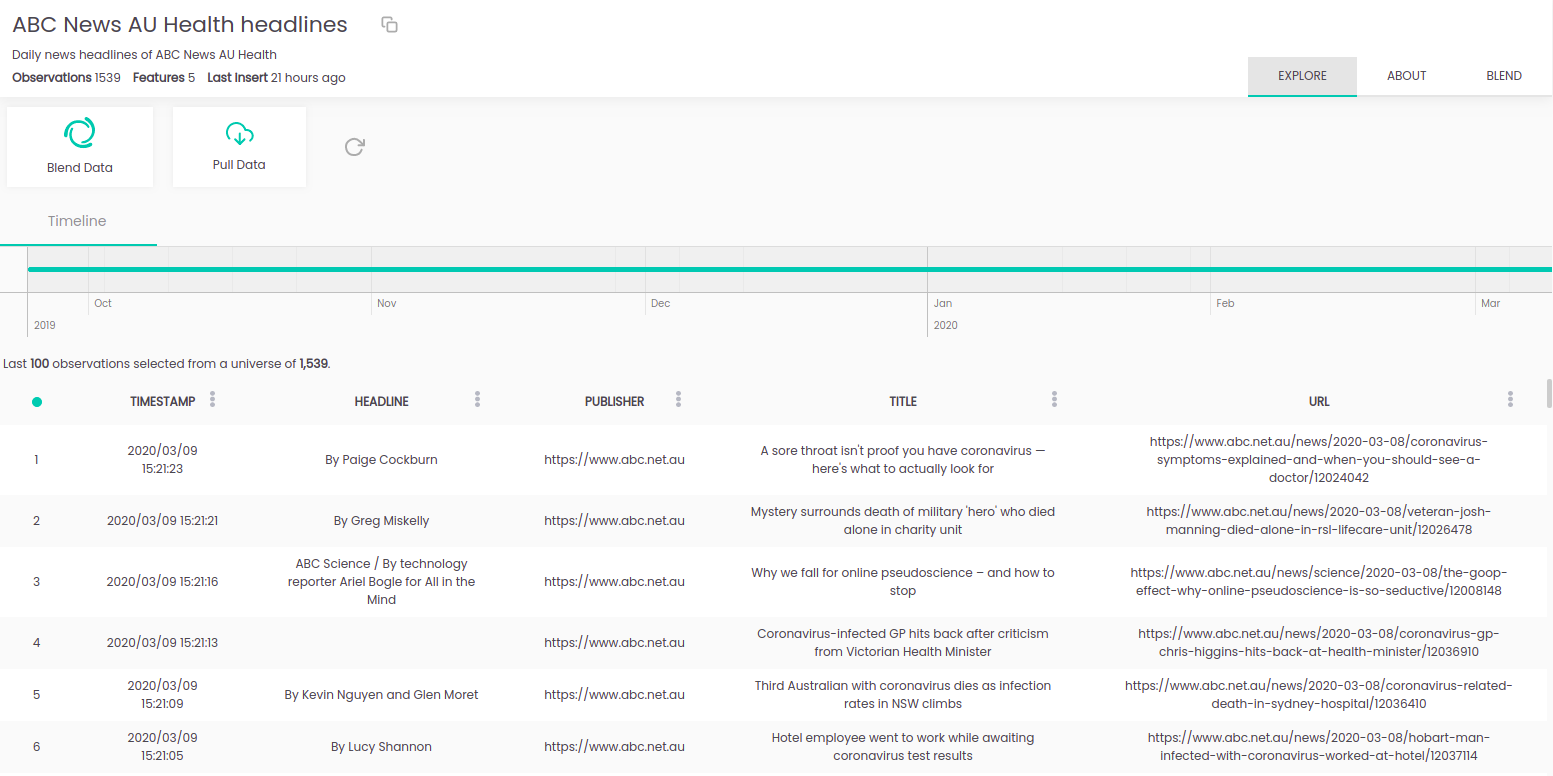 ABC News AU Health headlines
Daily news headlines of ABC News AU Health
Observations 1539 Features 5 Last Insert 21 hours ago
EXPLORE ABOUT BLEND
Blend Data Pull Data
Timeline
Oct Nov Dec Jan Feb Mar
2019 2020
Last 100 observations selected from a universe of 1,539.
TIMESTAMP HEADLINE PUBLISHER TITLE URL
1
2020/03/09
15:21:23
By Paige Cockburn
https://www.abc.net.au
A sore throat isn't proof you have coronavirus —
here's what to actually look for
https://www.abc.net.au/news/2020-03-08/coronavirus-
symptoms-explained-and-when-you-should-see-a-
doctor/12024042
2
2020/03/09 15:21:21
By Greg Miskelly
https://www.abc.net.au
Mystery surrounds death of military 'hero' who died
alone in charity unit
https://www.abc.net.au/news/2020-03-08/veteran-josh-
manning-died-alone-in-rsl-lifecare-unit/12026478
3
2020/03/09 15:21:16
ABC Science / By technology
reporter Ariel Bogle for All in the
Mind
https://www.abc.net.au
Why we fall for online pseudoscience – and how to
stop
https://www.abc.net.au/news/science/2020-03-08/the-goop-
effect-why-online-pseudoscience-is-so-seductive/12008148
4
2020/03/09 15:21:13
https://www.abc.net.au
Coronavirus-infected GP hits back after criticism
from Victorian Health Minister
https://www.abc.net.au/news/2020-03-08/coronavirus-gp-
chris-higgins-hits-back-at-health-minister/12036910
5
2020/03/09
15:21:09
By Kevin Nguyen and Glen Moret
https://www.abc.net.au
Third Australian with coronavirus dies as infection
rates in NSW climbs
https://www.abc.net.au/news/2020-03-08/coronavirus-related-
death-in-sydney-hospital/12036410
6
2020/03/09
15:21:05
By Lucy Shannon
https://www.abc.net.au
Hotel employee went to work while awaiting
coronavirus test results
https://www.abc.net.au/news/2020-03-08/hobart-man-
infected-with-coronavirus-worked-at-hotel/12037114